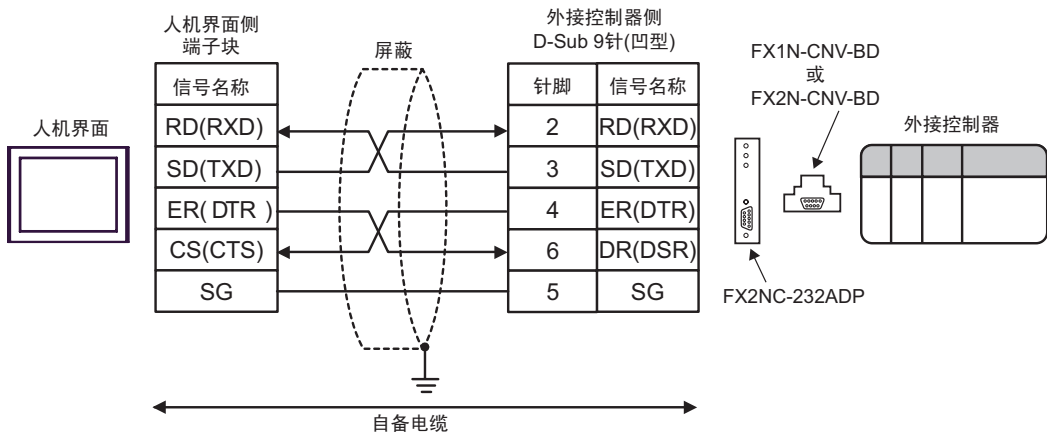 人机界面侧
端子块
屏蔽
外接控制器侧
D-Sub 9针(凹型)
FX1N-CNV-BD
或
FX2N-CNV-BD
人机界面
外接控制器
信号名称
针脚 信号名称
RD(RXD) 2 RD(RXD)
SD(TXD) 3 SD(TXD)
ER( DTR ) 4 ER(DTR)
CS(CTS) 6 DR(DSR)
SG 5 SG
FX2NC-232ADP
自备电缆